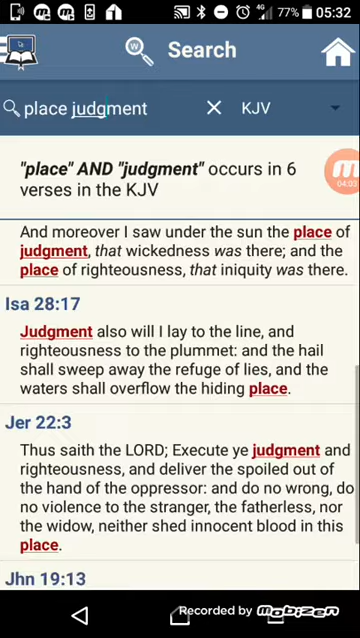 4G 77% 05:32
W Search
place judgment KJV
"place" AND "judgment" occurs in 6
verses in the KJV
04:03
And moreover I saw under the sun the place of
judgment, that wickedness was there; and the
place of righteousness, that iniquity was there.
Isa 28:17
Judgment also will I lay to the line, and
righteousness to the plummet: and the hail
shall sweep away the refuge of lies, and the
waters shall overflow the hiding place.
Jer 22:3
Thus saith the LORD; Execute ye judgment and
righteousness, and deliver the spoiled out of
the hand of the oppressor: and do no wrong, do
no violence to the stranger, the fatherless, nor
the widow, neither shed innocent blood in this
place.
Jhn 19:13
Recorded by mobizen